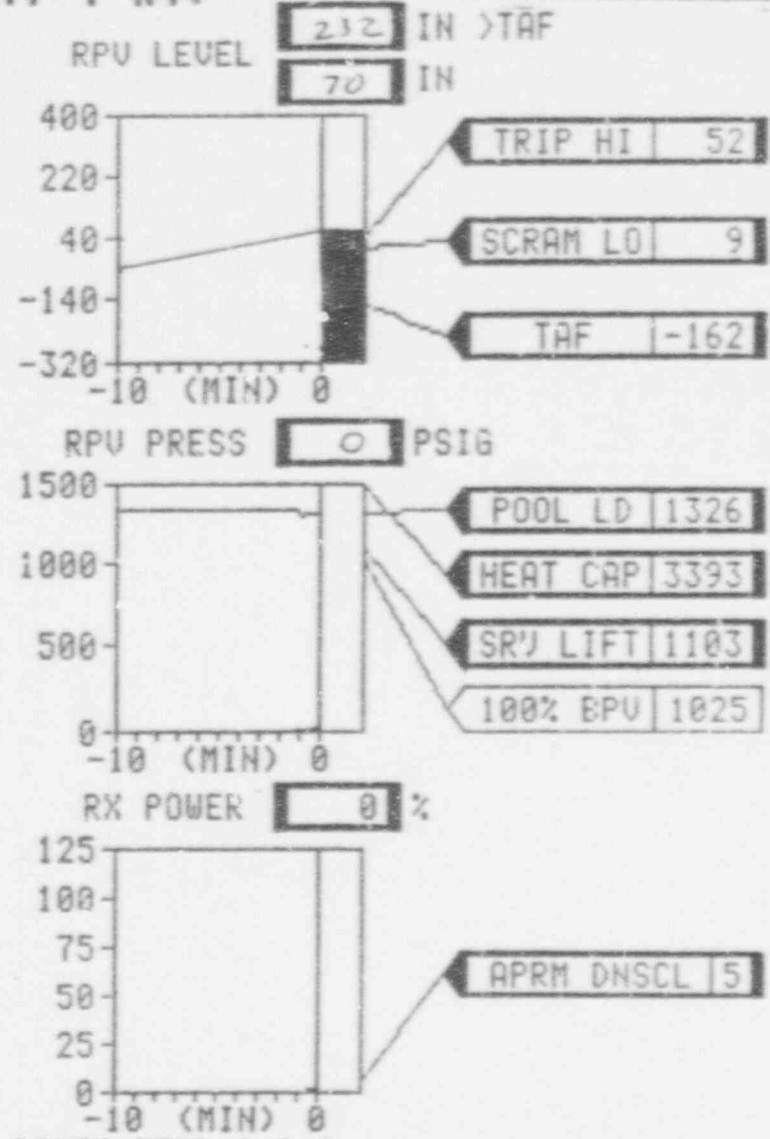 232 IN >TAF
RPV LEVEL
70 IN
400
220
40
-140
-320
-10 (MIN) 0
TRIP HI 52
SCRAM LO 9
TAF -162
RPV PRESS 0 PSIG
1500
1000
500
0
-10 (MIN) 0
POOL LD 1326
HEAT CAP 3393
SRV LIFT 1103
100% BPV 1025
RX POWER 0 %
125
100
75
50
25
0
-10 (MIN) 0
APRM DNSCL 5